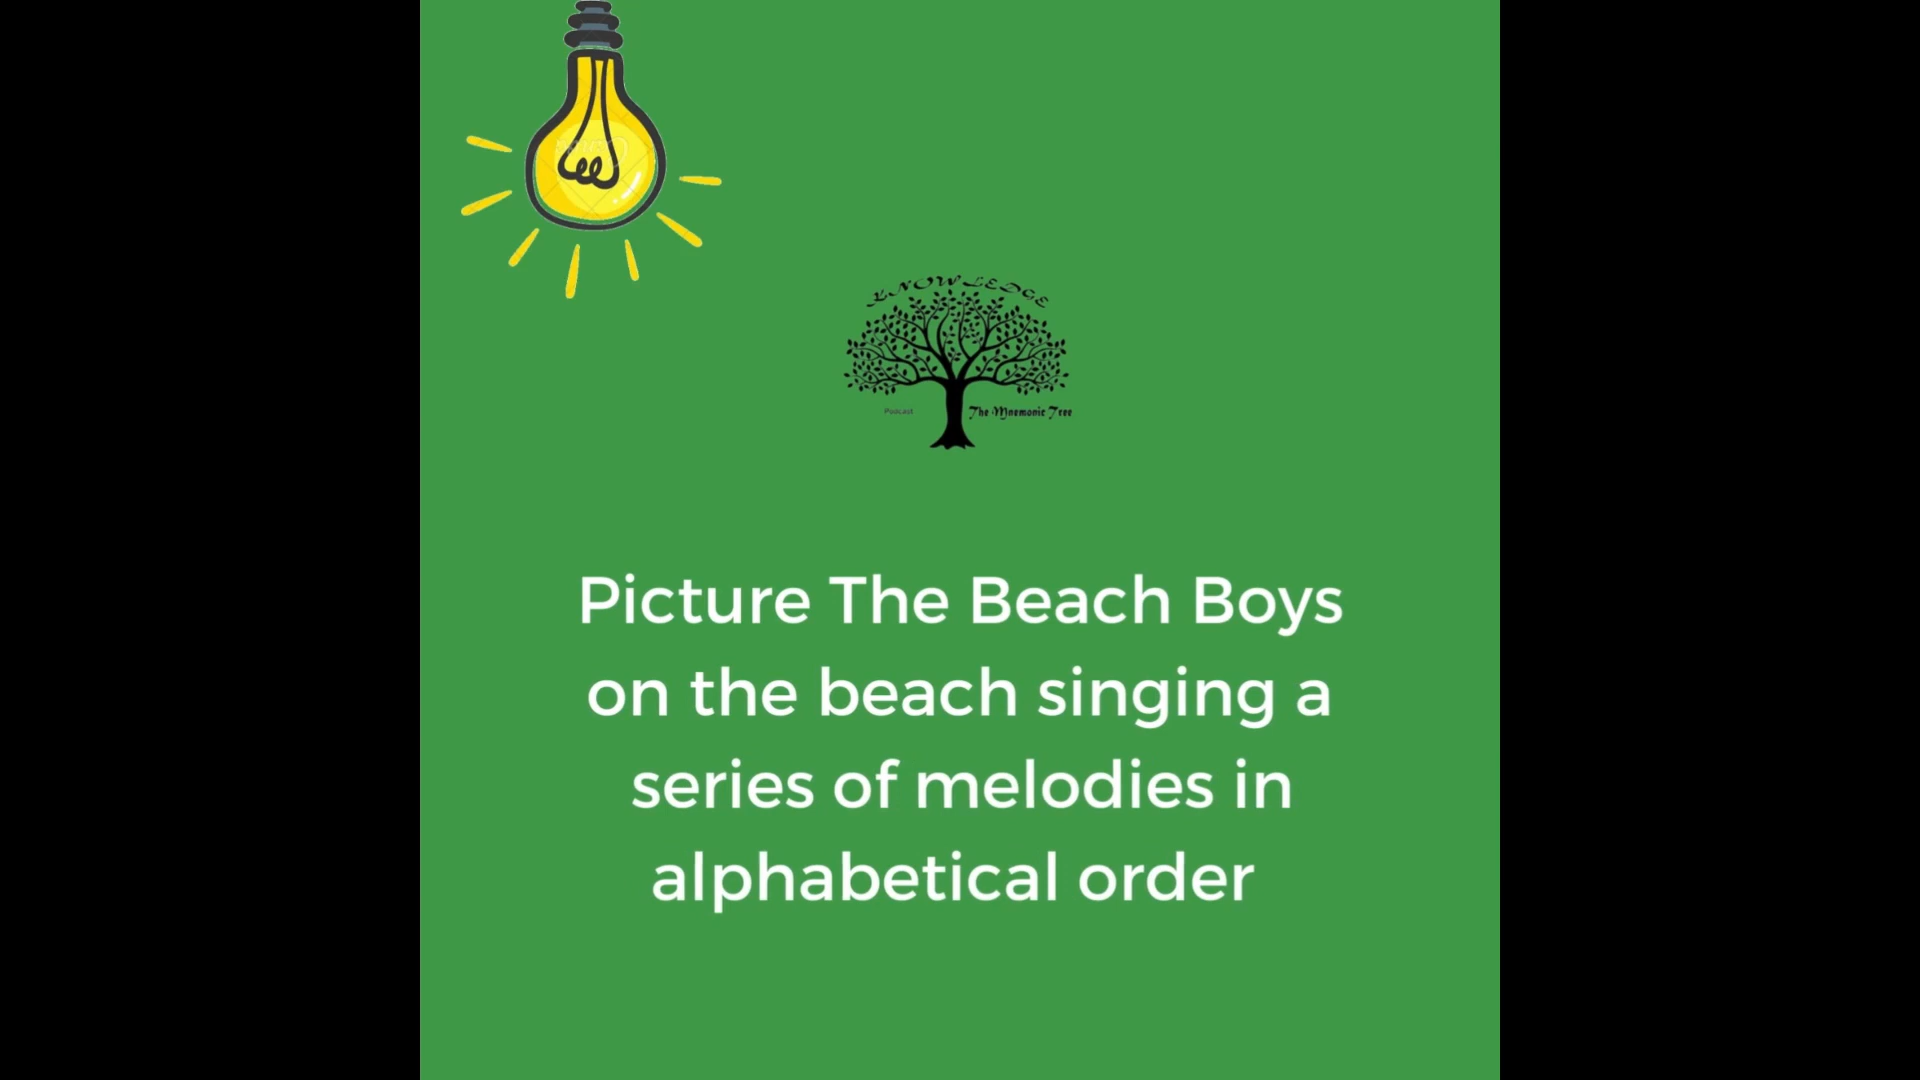 KNOWLEDGE
Podcast
The Mnemonic Tree
Picture The Beach Boys
on the beach singing a
series of melodies in
alphabetical order